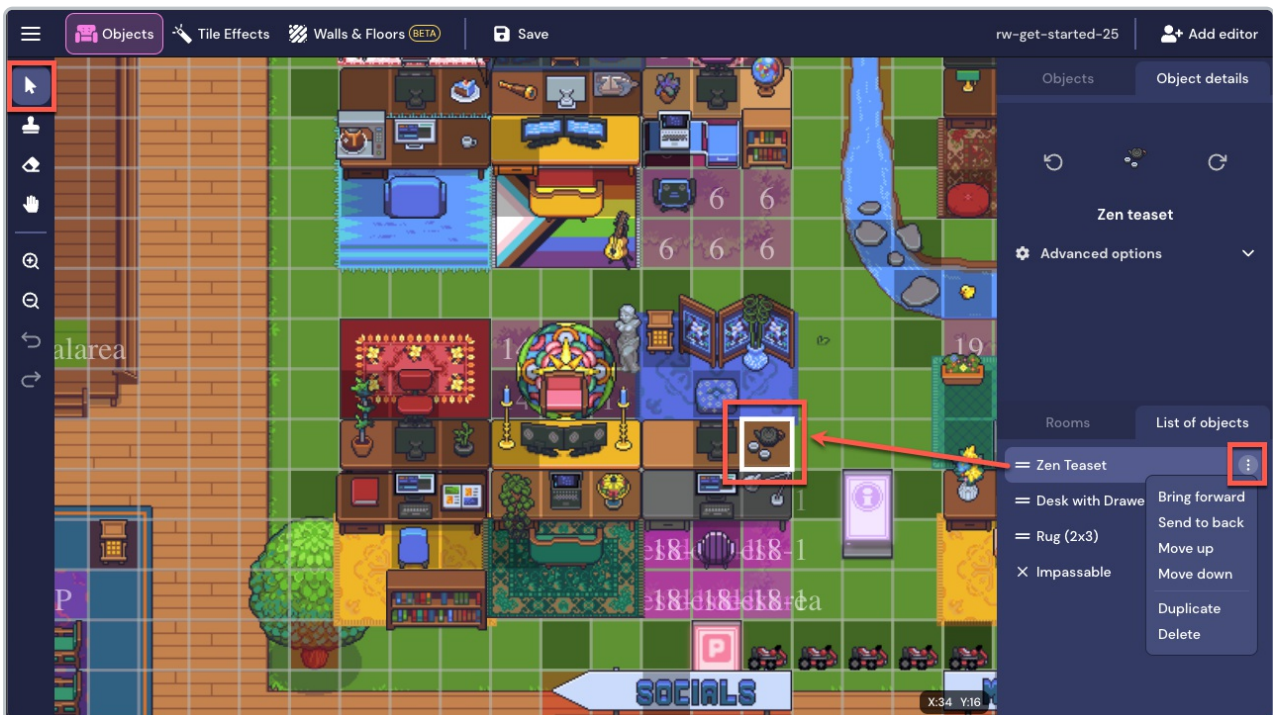 Objects
Tile Effects
Walls & Floors BETA
Save
rw-get-started-25
Add editor
Objects
Object details
Zen teaset
Advanced options
6 6
6 6 6
alarea
19
Rooms
List of objects
Zen Teaset
Desk with Drawe
Rug (2x3)
Impassable
Bring forward
Send to back
Move up
Move down
Duplicate
Delete
P
P
SOCIALS
X:34 Y:16